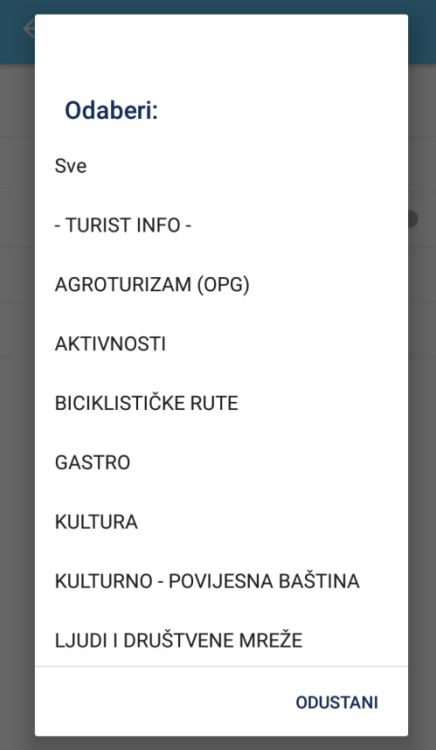 Odaberi:
Sve
- TURIST INFO -
AGROTURIZAM (OPG)
AKTIVNOSTI
BICIKLISTIČKE RUTE
GASTRO
KULTURA
KULTURNO - POVIJESNA BAŠTINA
LJUDI I DRUŠTVENE MREŽE
ODUSTANI